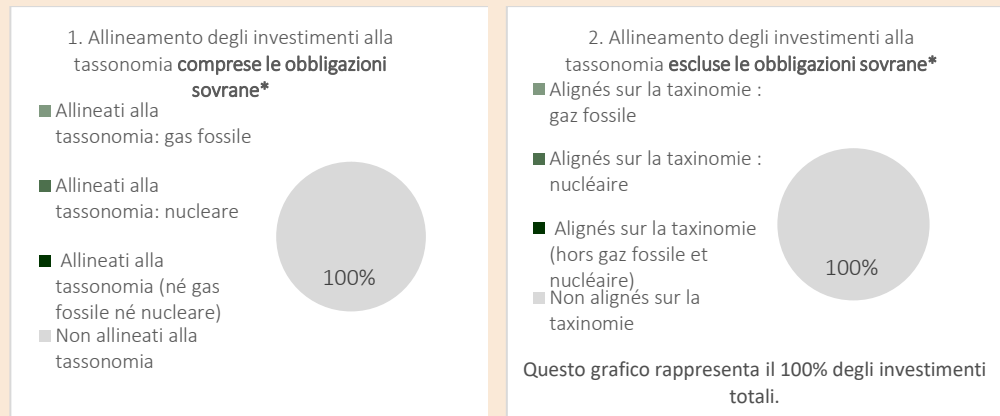 1. Allineamento degli investimenti alla
tassonomia comprese le obbligazioni
sovrane*
Allineati alla
tassonomia: gas fossile
Allineati alla
tassonomia: nucleare
Allineati alla
tassonomia (né gas
fossile né nucleare)
Non allineati alla
tassonomia
100%
2. Allineamento degli investimenti alla
tassonomia escluse le obbligazioni sovrane*
Alignés sur la taxinomie :
gaz fossile
Alignés sur la taxinomie :
nucléaire
Alignés sur la taxinomie
(hors gaz fossile et
nucléaire)
Non alignés sur la
taxinomie
100%
Questo grafico rappresenta il 100% degli investimenti
totali.